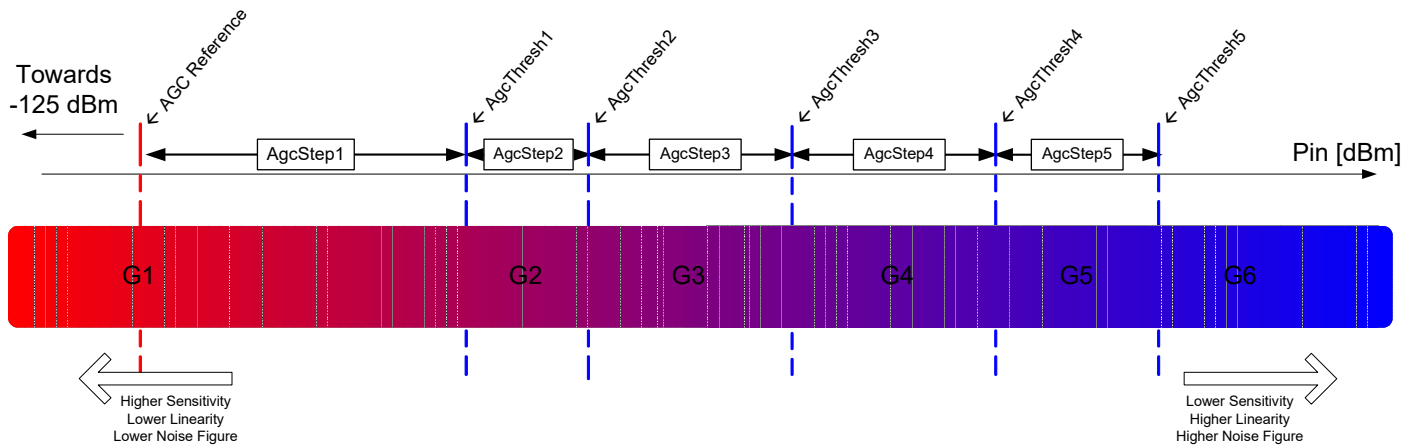 Towards
-125 dBm
← AGC Reference
← AgcThresh1
← AgcThresh2
← AgcThresh3
← AgcThresh4
← AgcThresh5
AgcStep1
AgcStep2
AgcStep3
AgcStep4
AgcStep5
Pin [dBm]
G1
G2
G3
G4
G5
G6
Higher Sensitivity
Lower Linearity
Lower Noise Figure
Lower Sensitivity
Higher Linearity
Higher Noise Figure